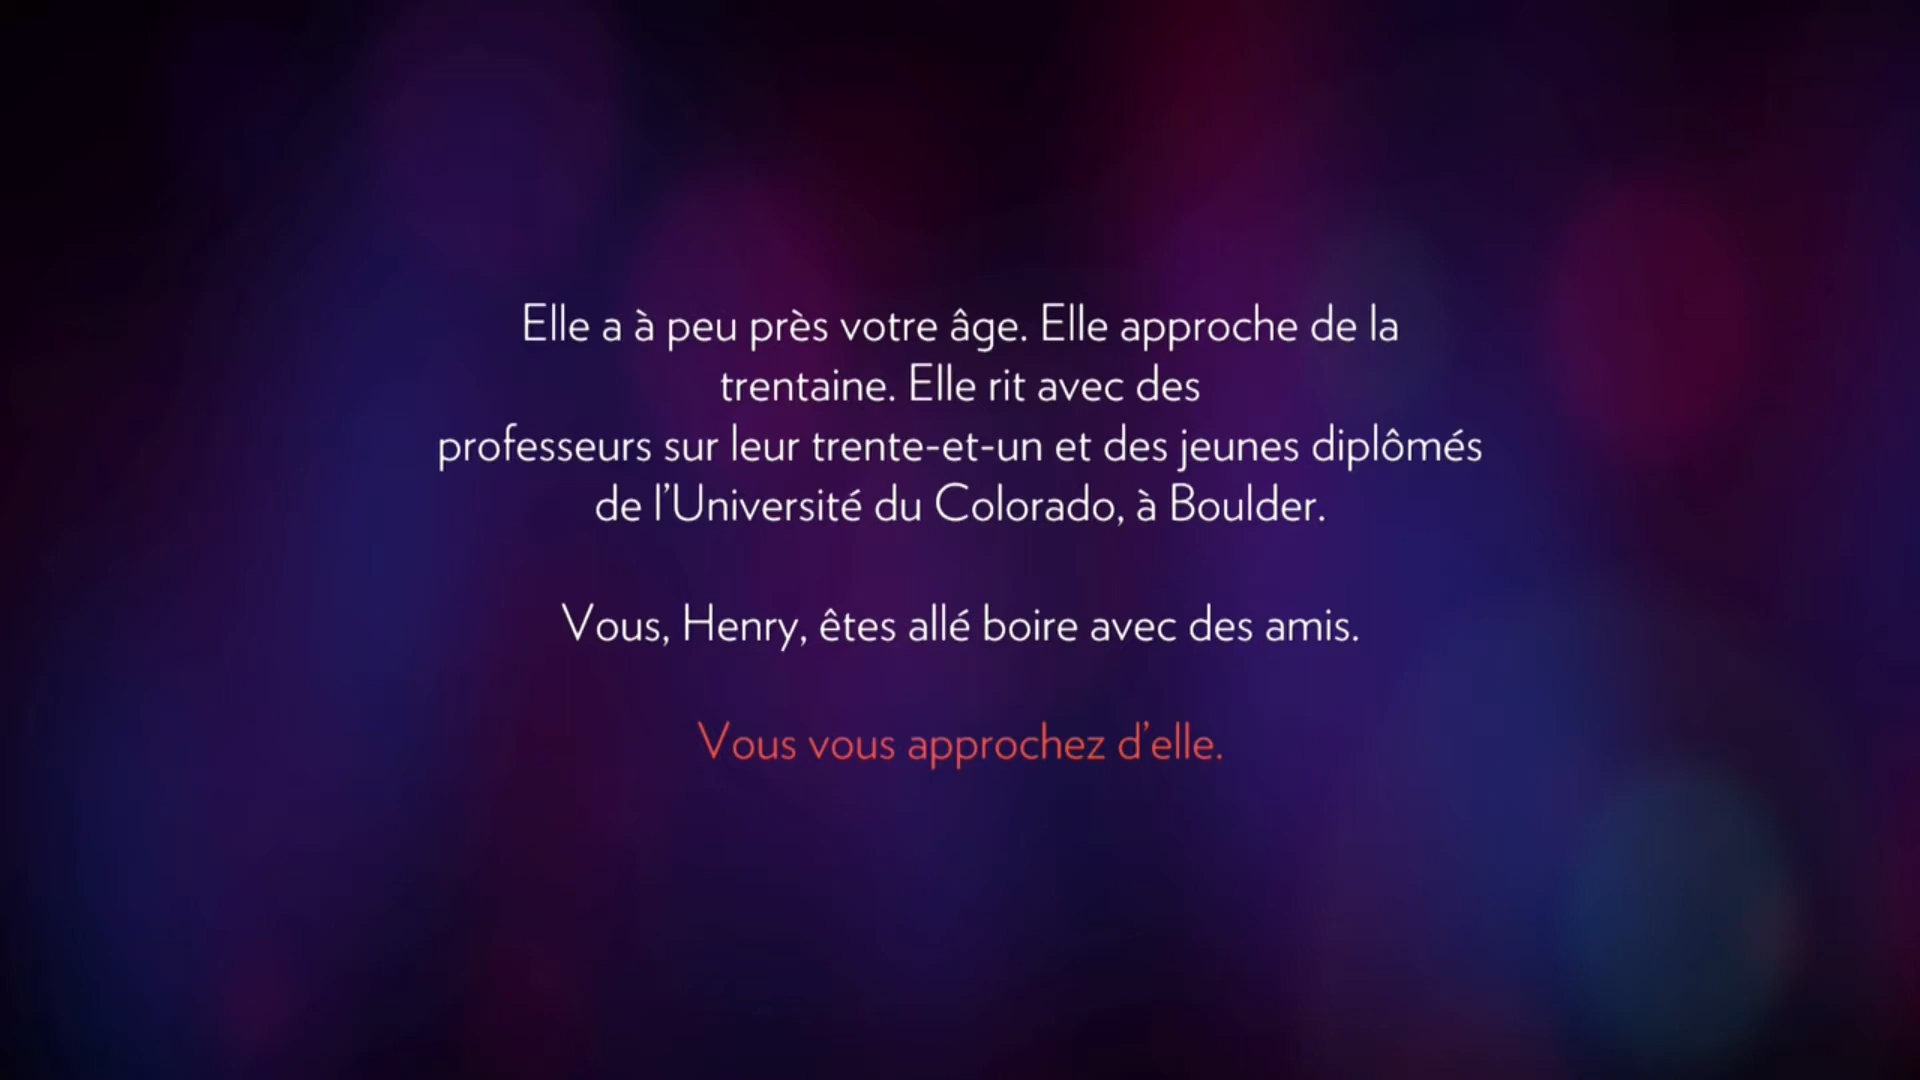 Elle a à peu près votre âge. Elle approche de la
trentaine. Elle rit avec des
professeurs sur leur trente-et-un et des jeunes diplômés
de l’Université du Colorado, à Boulder.
Vous, Henry, êtes allé boire avec des amis.
Vous vous approchez d’elle.